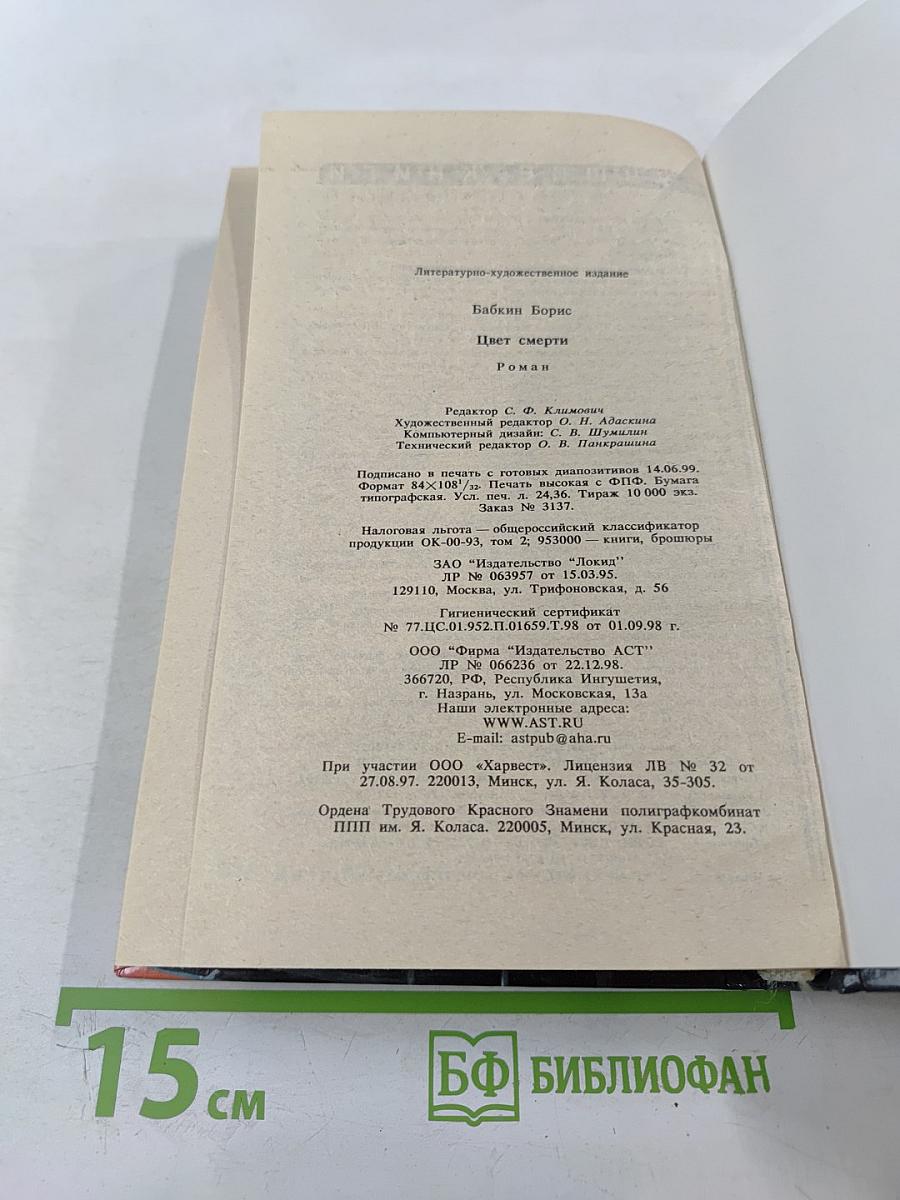 Литературно-художественное издание
Бабкин Борис
Цвет смерти
Роман
Редактор С. Ф. Климович
Художественный редактор О. Н. Адаскина
Компьютерный дизайн: С. В. Шумилин
Технический редактор О. В. Панкрашина
Подписано в печать с готовых диапозитивов 14.06.99.
Формат 84×108¹/₃₂. Печать высокая с ФПФ. Бумага
типографская. Усл. печ. л. 24,36. Тираж 10 000 экз.
Заказ № 3137.
Налоговая льгота — общероссийский классификатор
продукции ОК-00-93, том 2; 953000 — книги, брошюры
ЗАО "Издательство "Локид"
ЛР № 063957 от 15.03.95.
129110, Москва, ул. Трифоновская, д. 56
Гигиенический сертификат
№ 77.ЦС.01.952.П.01659.Т.98 от 01.09.98 г.
ООО "Фирма "Издательство АСТ"
ЛР № 066236 от 22.12.98.
366720, РФ, Республика Ингушетия,
г. Назрань, ул. Московская, 13а
Наши электронные адреса:
WWW.AST.RU
E-mail: astpub@aha.ru
При участии ООО «Харвест». Лицензия ЛВ № 32 от
27.08.97. 220013, Минск, ул. Я. Коласа, 35-305.
Ордена Трудового Красного Знамени полиграфкомбинат
ППП им. Я. Коласа. 220005, Минск, ул. Красная, 23.
15 см
БФ БИБЛИОФАН